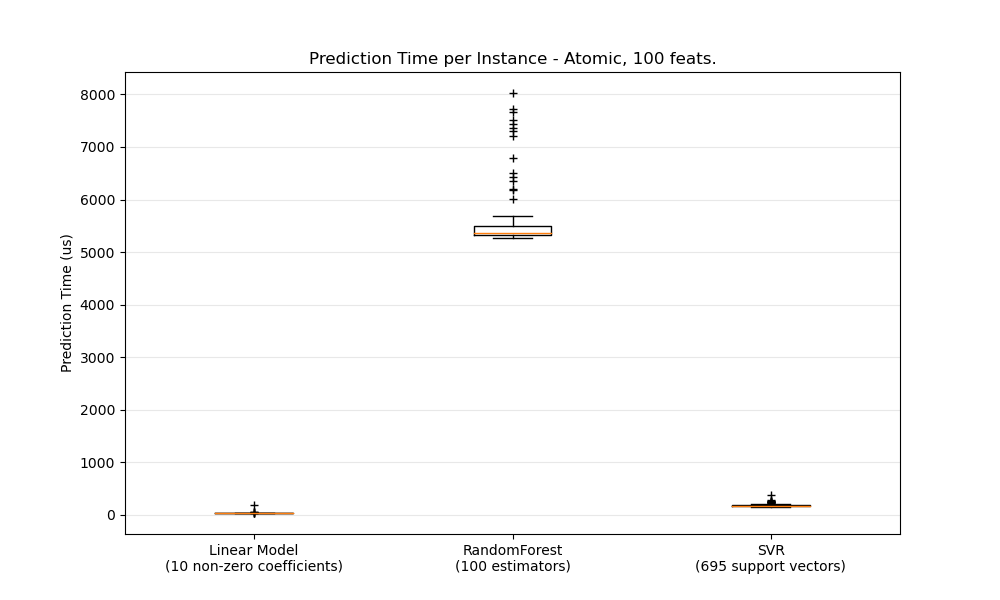 Prediction Time per Instance - Atomic, 100 feats.
Prediction Time (us)
8000
7000
6000
5000
4000
3000
2000
1000
0
Linear Model
(10 non-zero coefficients)
RandomForest
(100 estimators)
SVR
(695 support vectors)